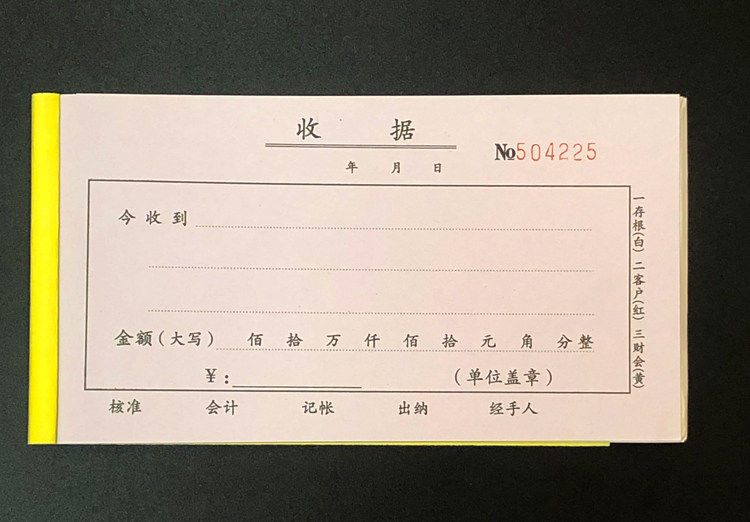 收据
年 月 日
№504225
今收到
金额(大写) 佰 拾 万 仟 佰 拾 元 角 分 整
¥: (单位盖章)
核准 会计 记帐 出纳 经手人
一存根(白) 二客户(红) 三财会(黄)